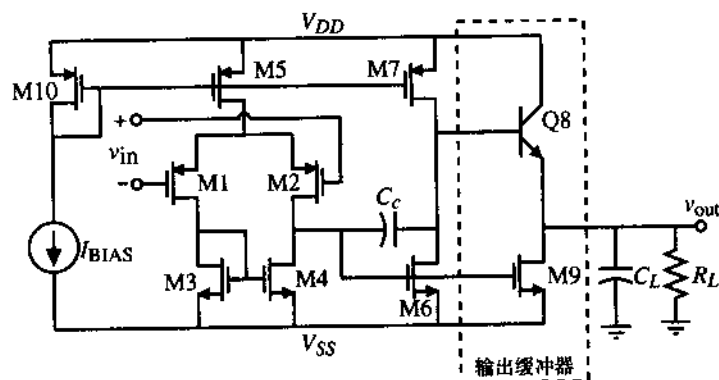 V_DD
M10
M5
M7
Q8
+
v_in
−
M1
M2
C_c
v_out
I_BIAS
M3
M4
M6
M9
C_L
R_L
V_SS
输出缓冲器